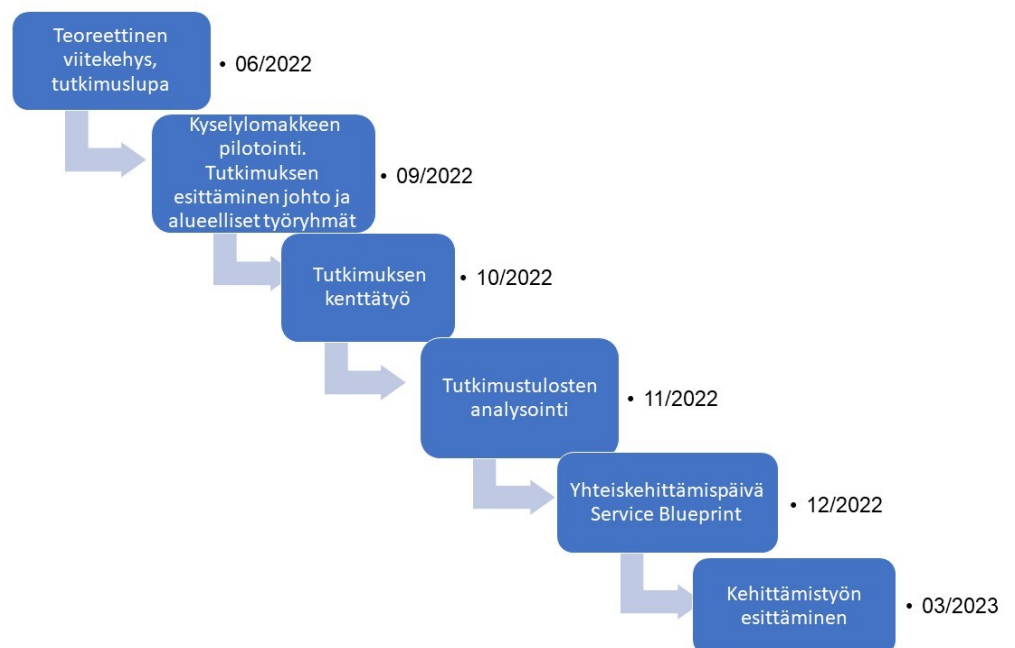 Teoreettinen
viitekehys,
tutkimuslupa
• 06/2022
Kyselylomakkeen
pilotointi.
Tutkimuksen
esittäminen johto ja
alueelliset työryhmät
• 09/2022
Tutkimuksen
kenttätyö
• 10/2022
Tutkimustulosten
analysointi
• 11/2022
Yhteiskehittämispäivä
Service Blueprint
• 12/2022
Kehittämistyön
esittäminen
• 03/2023